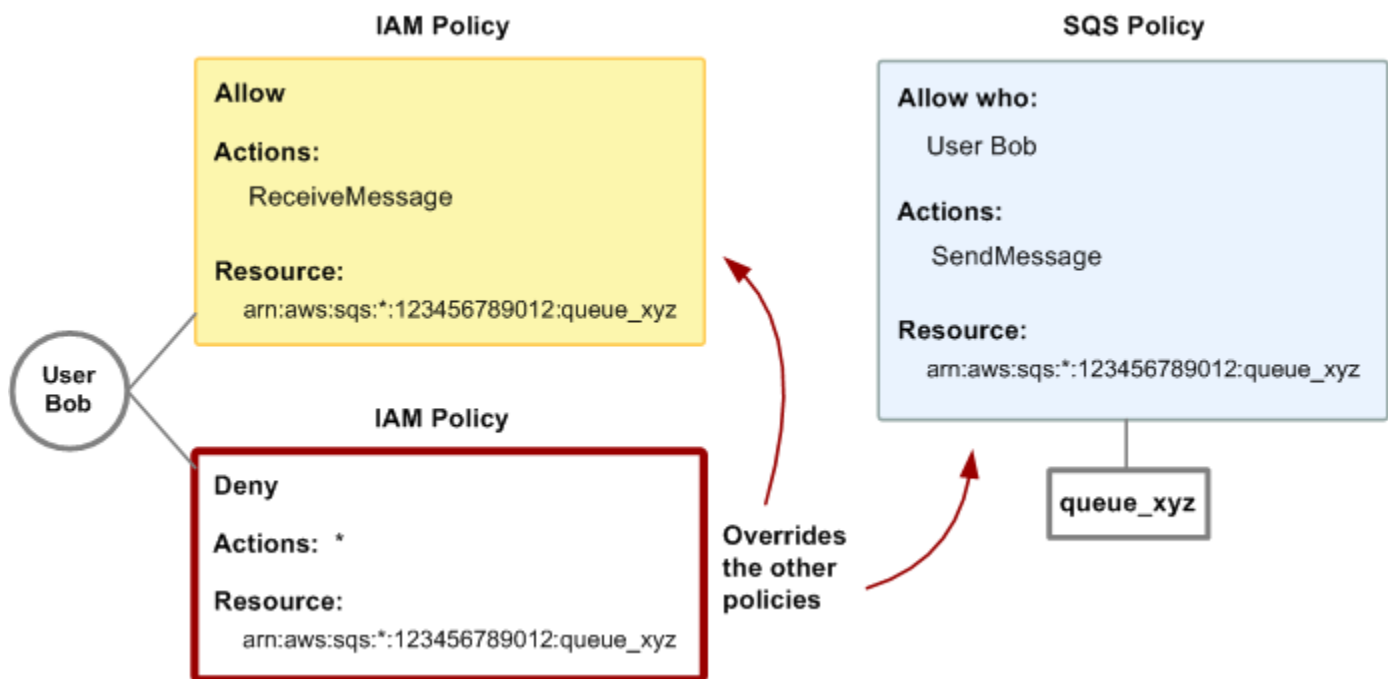 IAM Policy
Allow
Actions:
ReceiveMessage
Resource:
arn:aws:sqs:*:123456789012:queue_xyz
User
Bob
IAM Policy
Deny
Actions: *
Resource:
arn:aws:sqs:*:123456789012:queue_xyz
Overrides
the other
policies
SQS Policy
Allow who:
User Bob
Actions:
SendMessage
Resource:
arn:aws:sqs:*:123456789012:queue_xyz
queue_xyz